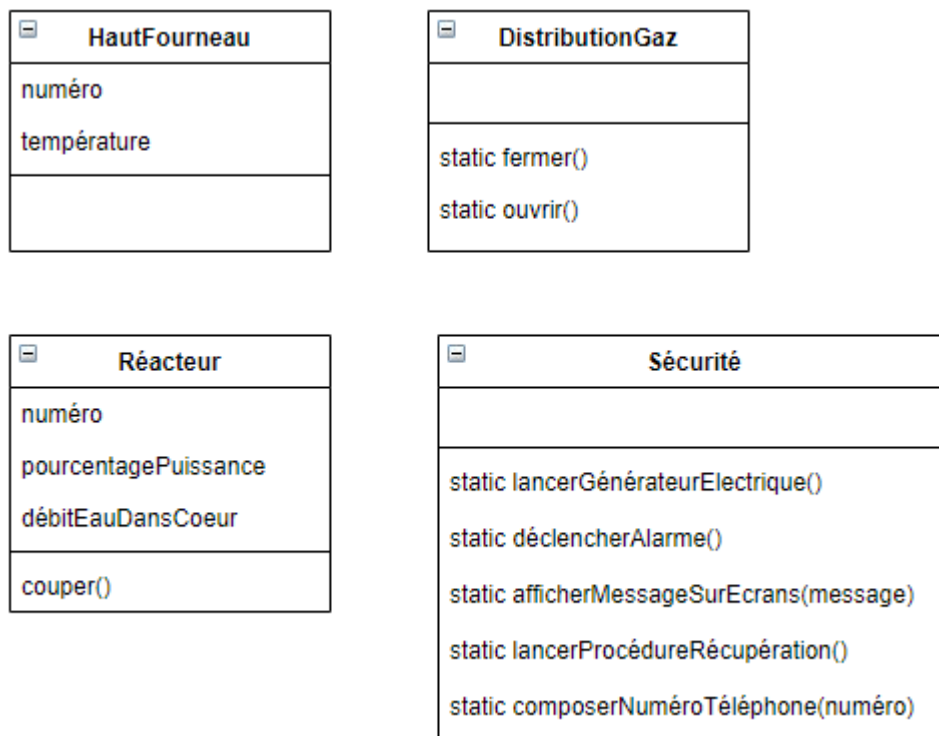 HautFourneau
numéro
température
DistributionGaz
static fermer()
static ouvrir()
Réacteur
numéro
pourcentagePuissance
débitEauDansCoeur
couper()
Sécurité
static lancerGénérateurElectrique()
static déclencherAlarme()
static afficherMessageSurEcrans(message)
static lancerProcédureRécupération()
static composerNuméroTéléphone(numéro)